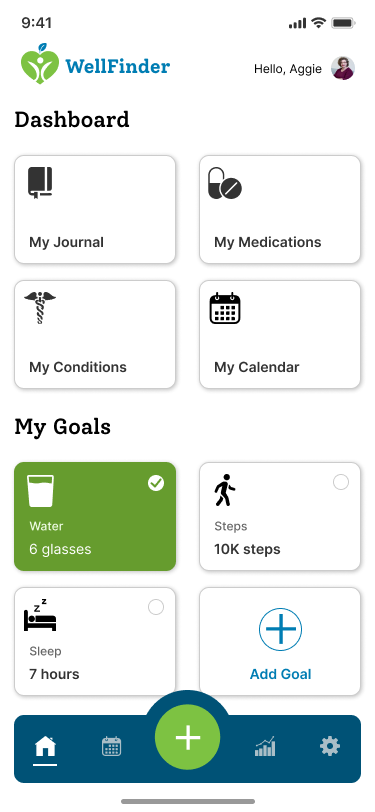 9:41
WellFinder
Hello, Aggie
Dashboard
My Journal
My Medications
My Conditions
My Calendar
My Goals
Water
6 glasses
Steps
10K steps
z z z
Sleep
7 hours
Add Goal